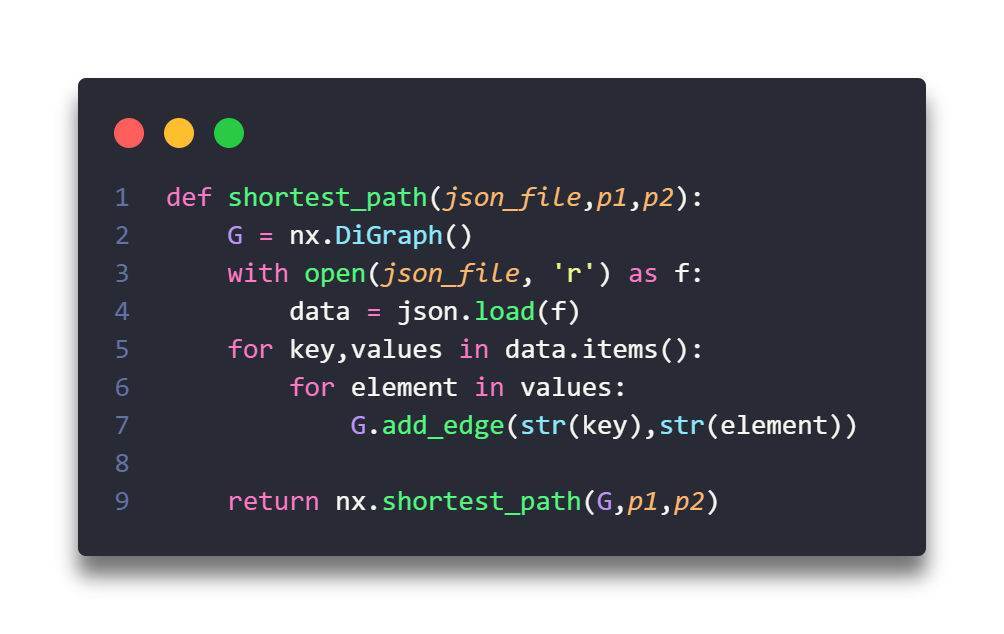 1 def shortest_path(json_file,p1,p2):
2     G = nx.DiGraph()
3     with open(json_file, 'r') as f:
4         data = json.load(f)
5     for key,values in data.items():
6         for element in values:
7             G.add_edge(str(key),str(element))
8
9     return nx.shortest_path(G,p1,p2)